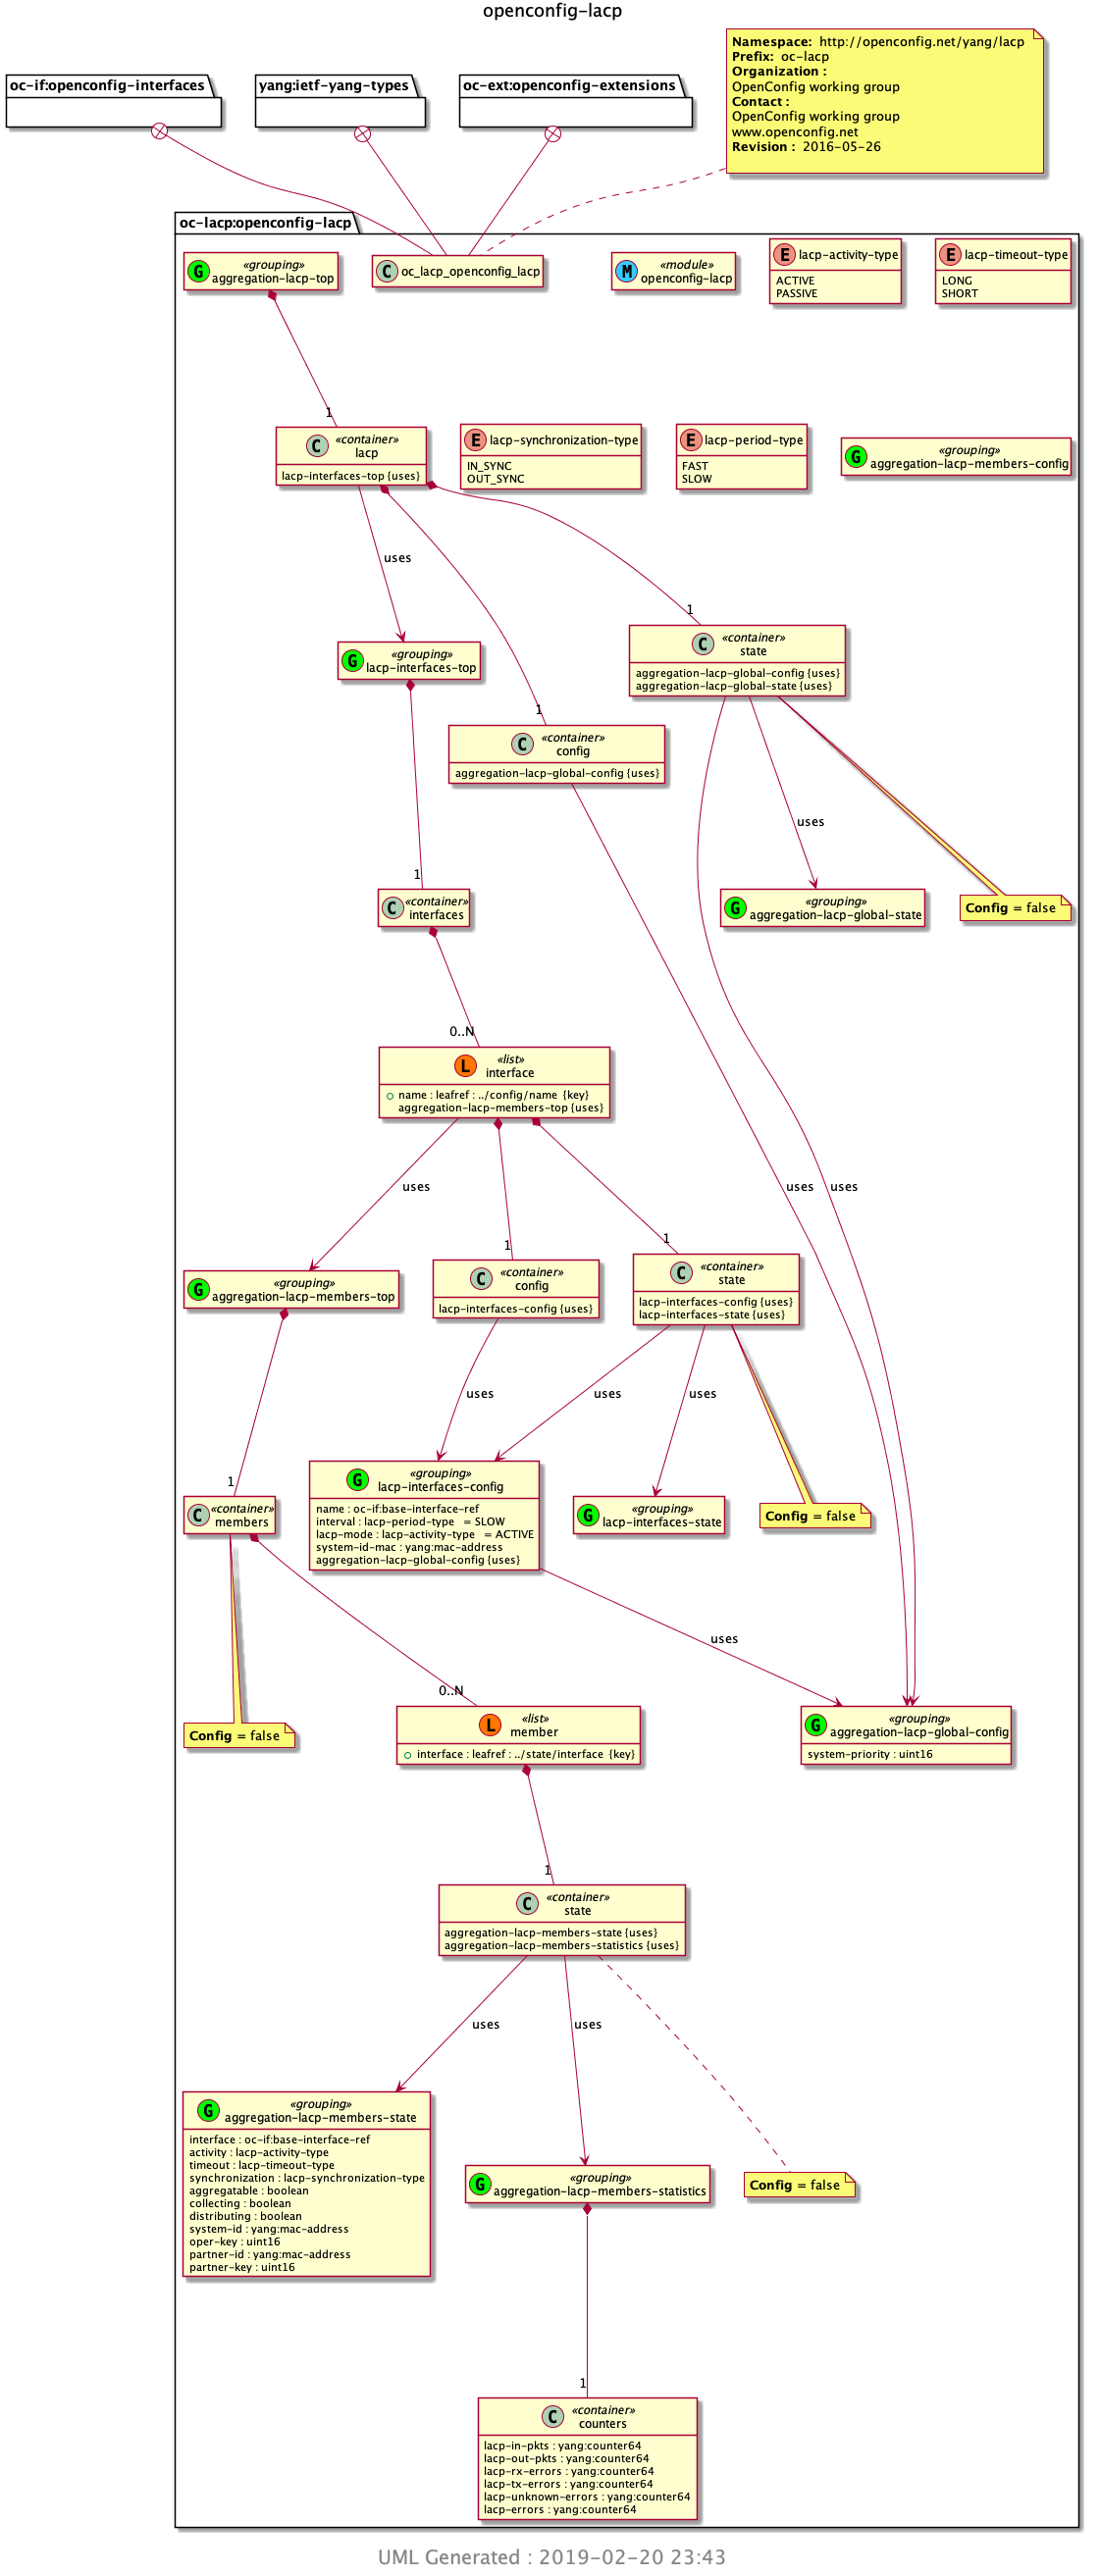 openconfig-lacp
Namespace: http://openconfig.net/yang/lacp
Prefix: oc-lacp
Organization :
OpenConfig working group
Contact :
OpenConfig working group
www.openconfig.net
Revision : 2016-05-26
oc-if:openconfig-interfaces
yang:ietf-yang-types
oc-ext:openconfig-extensions
oc-lacp:openconfig-lacp
G «grouping»
aggregation-lacp-top
C oc_lacp_openconfig_lacp
M «module»
openconfig-lacp
E lacp-activity-type
ACTIVE
PASSIVE
E lacp-timeout-type
LONG
SHORT
1
C «container»
lacp
lacp-interfaces-top {uses}
E lacp-synchronization-type
IN_SYNC
OUT_SYNC
E lacp-period-type
FAST
SLOW
G «grouping»
aggregation-lacp-members-config
uses
1
G «grouping»
lacp-interfaces-top
C «container»
state
aggregation-lacp-global-config {uses}
aggregation-lacp-global-state {uses}
1
C «container»
config
aggregation-lacp-global-config {uses}
uses
1
C «container»
interfaces
G «grouping»
aggregation-lacp-global-state
Config = false
0..N
L «list»
interface
name : leafref : ../config/name {key}
aggregation-lacp-members-top {uses}
uses
uses
uses
1
1
G «grouping»
aggregation-lacp-members-top
C «container»
config
lacp-interfaces-config {uses}
C «container»
state
lacp-interfaces-config {uses}
lacp-interfaces-state {uses}
uses
uses
uses
1
C «container»
members
G «grouping»
lacp-interfaces-config
name : oc-if:base-interface-ref
interval : lacp-period-type = SLOW
lacp-mode : lacp-activity-type = ACTIVE
system-id-mac : yang:mac-address
aggregation-lacp-global-config {uses}
G «grouping»
lacp-interfaces-state
Config = false
uses
0..N
Config = false
L «list»
member
interface : leafref : ../state/interface {key}
G «grouping»
aggregation-lacp-global-config
system-priority : uint16
1
C «container»
state
aggregation-lacp-members-state {uses}
aggregation-lacp-members-statistics {uses}
uses
uses
G «grouping»
aggregation-lacp-members-state
interface : oc-if:base-interface-ref
activity : lacp-activity-type
timeout : lacp-timeout-type
synchronization : lacp-synchronization-type
aggregatable : boolean
collecting : boolean
distributing : boolean
system-id : yang:mac-address
oper-key : uint16
partner-id : yang:mac-address
partner-key : uint16
G «grouping»
aggregation-lacp-members-statistics
Config = false
1
C «container»
counters
lacp-in-pkts : yang:counter64
lacp-out-pkts : yang:counter64
lacp-rx-errors : yang:counter64
lacp-tx-errors : yang:counter64
lacp-unknown-errors : yang:counter64
lacp-errors : yang:counter64
UML Generated : 2019-02-20 23:43